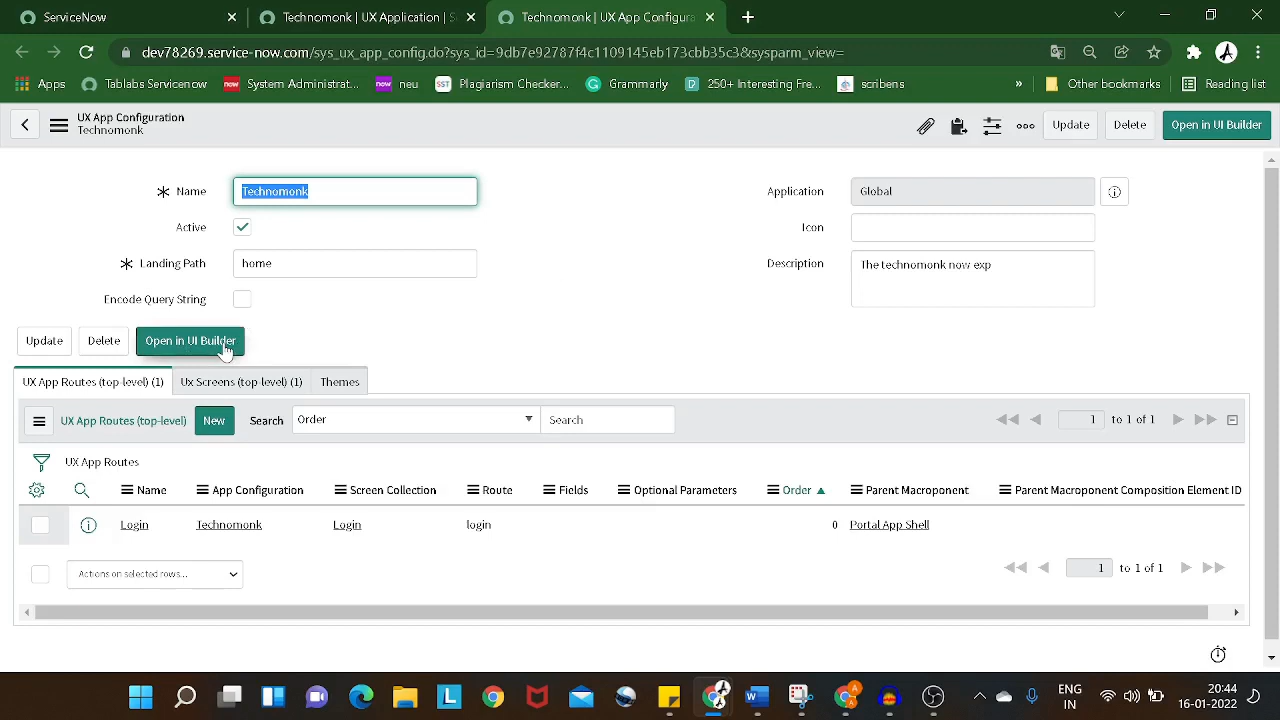 ServiceNow
Technomonk | UX Application | S
Technomonk | UX App Configura
dev78269.service-now.com/sys_ux_app_config.do?sys_id=9db7e92787f4c1109145eb173cbb35c3&sysparm_view=
Apps
Tablabs ServiceNow
now
System Administrat...
now
neu
SST
Plagiarism Checker...
Grammarly
250+ Interesting Fre...
scribens
»
Other bookmarks
Reading list
UX App Configuration
Technomonk
Update
Delete
Open in UI Builder
Name
Technomonk
Application
Global
Active
Icon
Landing Path
home
Description
The technomonk now exp
Encode Query String
Update
Delete
Open in UI Builder
UX App Routes (top-level) (1)
Ux Screens (top-level) (1)
Themes
UX App Routes (top-level)
New
Search
Order
Search
1
to 1 of 1
UX App Routes
Name
App Configuration
Screen Collection
Route
Fields
Optional Parameters
Order
Parent Macroponent
Parent Macroponent Composition Element ID
Login
Technomonk
Login
login
0
Portal App Shell
Actions on selected rows...
1
to 1 of 1
ENG
IN
20:44
16-01-2022